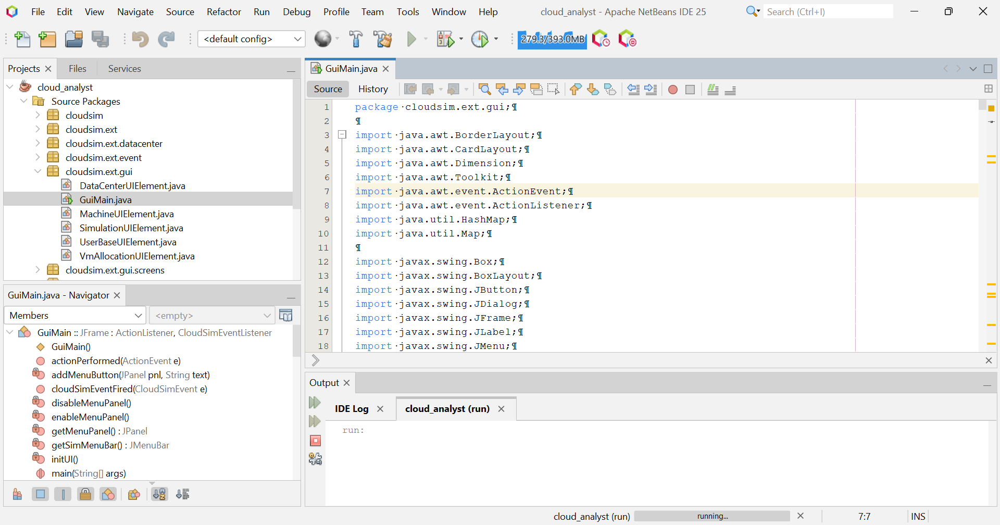 File Edit View Navigate Source Refactor Run Debug Profile Team Tools Window Help
cloud_analyst - Apache NetBeans IDE 25
Search (Ctrl+I)
<default config>
279.3/393.0MB
Projects Files Services
cloud_analyst
Source Packages
cloudsim
cloudsim.ext
cloudsim.ext.datacenter
cloudsim.ext.event
cloudsim.ext.gui
DataCenterUIElement.java
GuiMain.java
MachineUIElement.java
SimulationUIElement.java
UserBaseUIElement.java
VmAllocationUIElement.java
cloudsim.ext.gui.screens
GuiMain.java - Navigator
Members <empty>
GuiMain :: JFrame : ActionListener, CloudSimEventListener
GuiMain()
actionPerformed(ActionEvent e)
addMenuButton(JPanel pnl, String text)
cloudSimEventFired(CloudSimEvent e)
disableMenuPanel()
enableMenuPanel()
getMenuPanel() : JPanel
getSimMenuBar() : JMenuBar
initUI()
main(String[] args)
GuiMain.java
Source History
1 package·cloudsim.ext.gui;¶
2 ¶
3 import·java.awt.BorderLayout;¶
4 import·java.awt.CardLayout;¶
5 import·java.awt.Dimension;¶
6 import·java.awt.Toolkit;¶
7 import·java.awt.event.ActionEvent;¶
8 import·java.awt.event.ActionListener;¶
9 import·java.util.HashMap;¶
10 import·java.util.Map;¶
11 ¶
12 import·javax.swing.Box;¶
13 import·javax.swing.BoxLayout;¶
14 import·javax.swing.JButton;¶
15 import·javax.swing.JDialog;¶
16 import·javax.swing.JFrame;¶
17 import·javax.swing.JLabel;¶
18 import·javax.swing.JMenu;¶
Output
IDE Log cloud_analyst (run)
run:
cloud_analyst (run) running... 7:7 INS